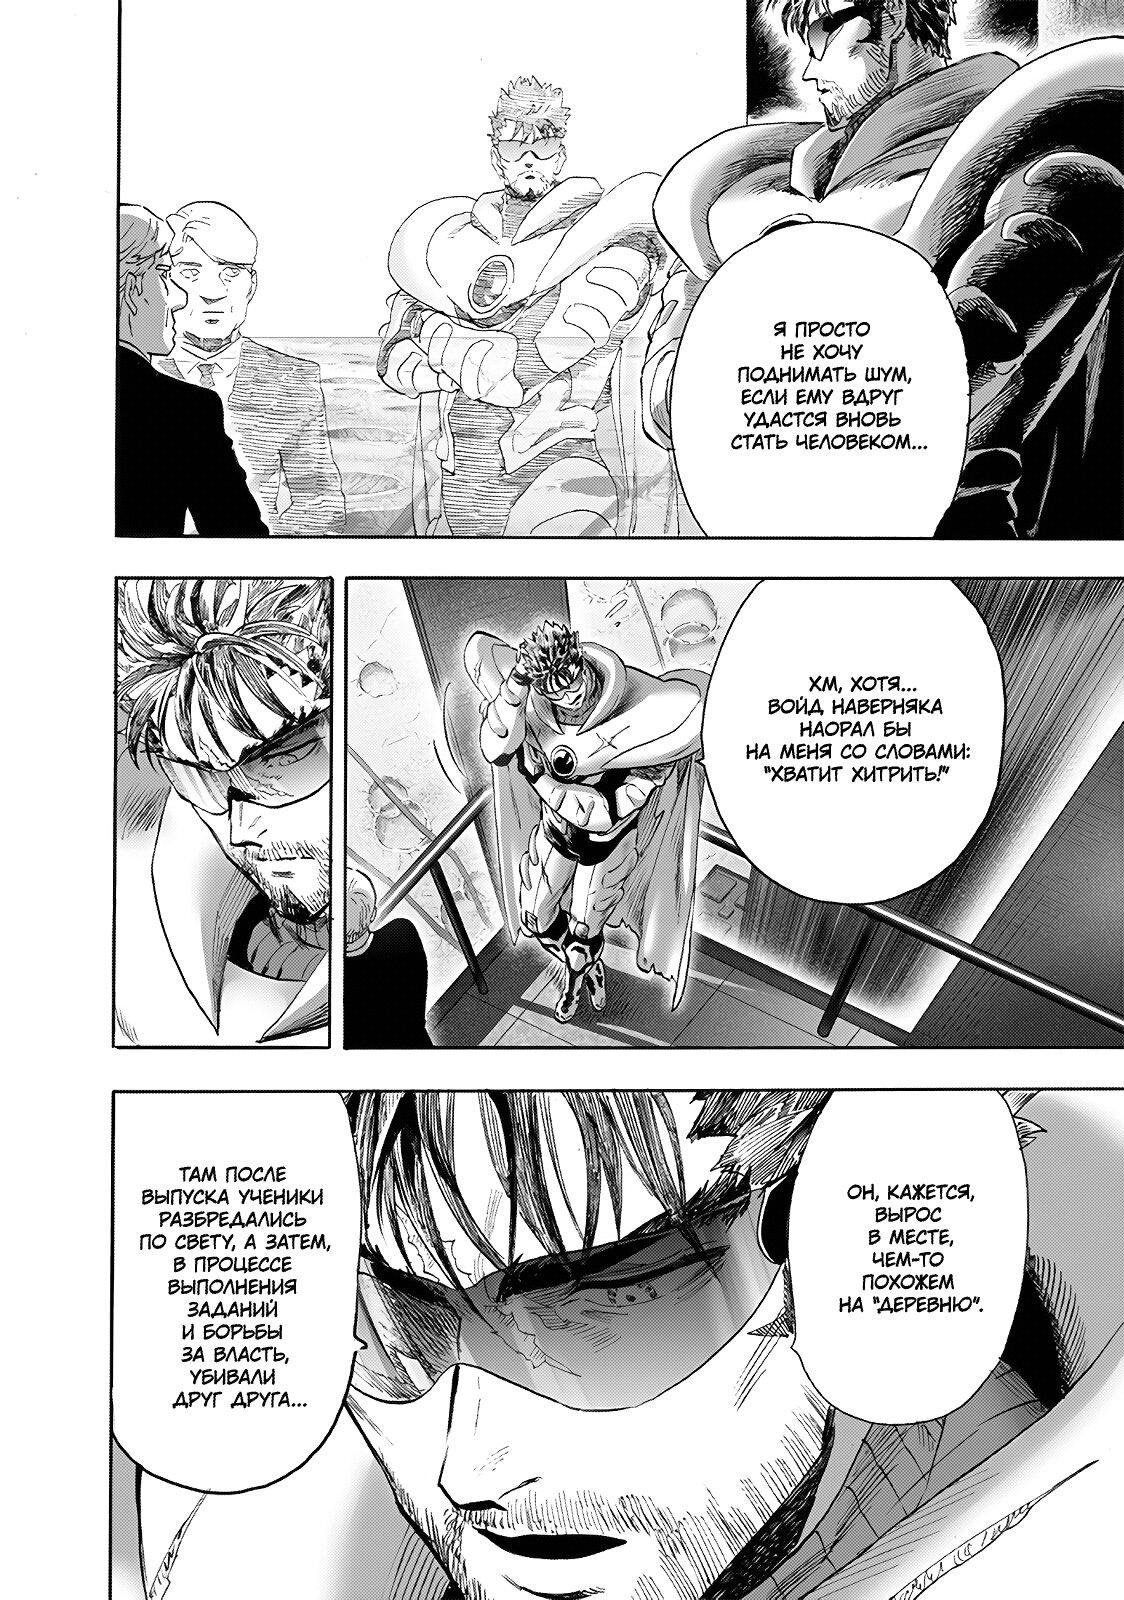 Я ПРОСТО
НЕ ХОЧУ
ПОДНИМАТЬ ШУМ,
ЕСЛИ ЕМУ ВДРУГ
УДАСТСЯ ВНОВЬ
СТАТЬ ЧЕЛОВЕКОМ...
ХМ, ХОТЯ...
ВОЙД НАВЕРНЯКА
НАОРАЛ БЫ
НА МЕНЯ СО СЛОВАМИ:
"ХВАТИТ ХИТРИТЬ!"
ОН, КАЖЕТСЯ,
ВЫРОС
В МЕСТЕ,
ЧЕМ-ТО
ПОХОЖЕМ
НА "ДЕРЕВНЮ".
ТАМ ПОСЛЕ
ВЫПУСКА УЧЕНИКИ
РАЗБРЕДАЛИСЬ
ПО СВЕТУ, А ЗАТЕМ,
В ПРОЦЕССЕ
ВЫПОЛНЕНИЯ
ЗАДАНИЙ
И БОРЬБЫ
ЗА ВЛАСТЬ,
УБИВАЛИ
ДРУГ ДРУГА...